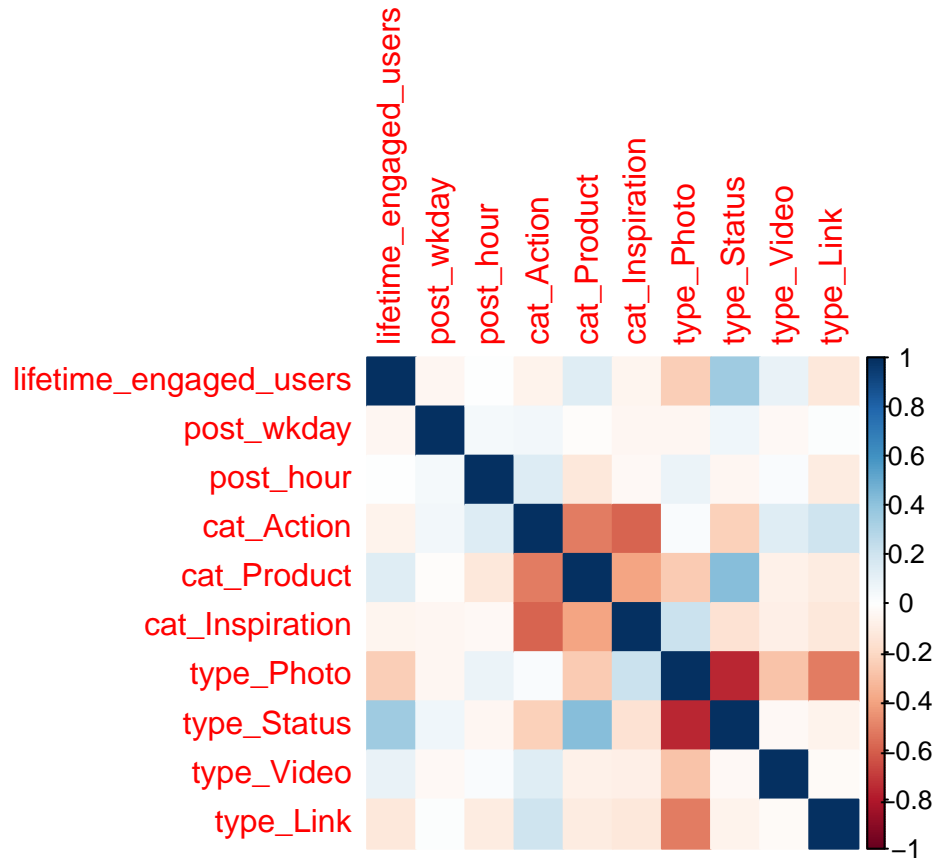 lifetime_engaged_users
post_wkday
post_hour
cat_Action
cat_Product
cat_Inspiration
type_Photo
type_Status
type_Video
type_Link
lifetime_engaged_users
post_wkday
post_hour
cat_Action
cat_Product
cat_Inspiration
type_Photo
type_Status
type_Video
type_Link
1
0.8
0.6
0.4
0.2
0
−0.2
−0.4
−0.6
−0.8
−1